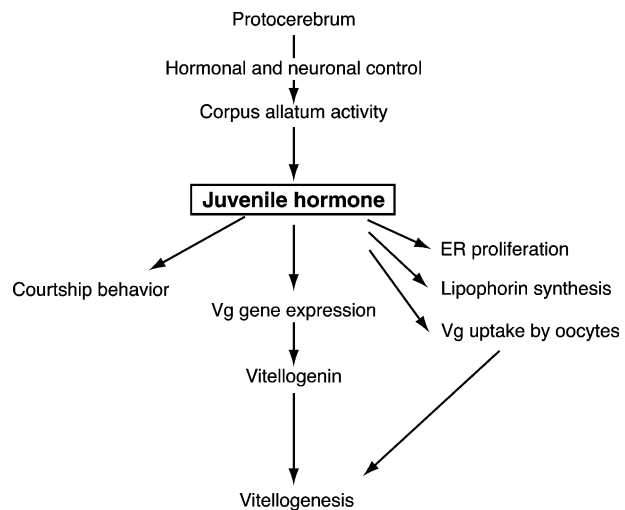 Protocerebrum
Hormonal and neuronal control
Corpus allatum activity
Juvenile hormone
ER proliferation
Courtship behavior
Lipophorin synthesis
Vg gene expression
Vg uptake by oocytes
Vitellogenin
Vitellogenesis